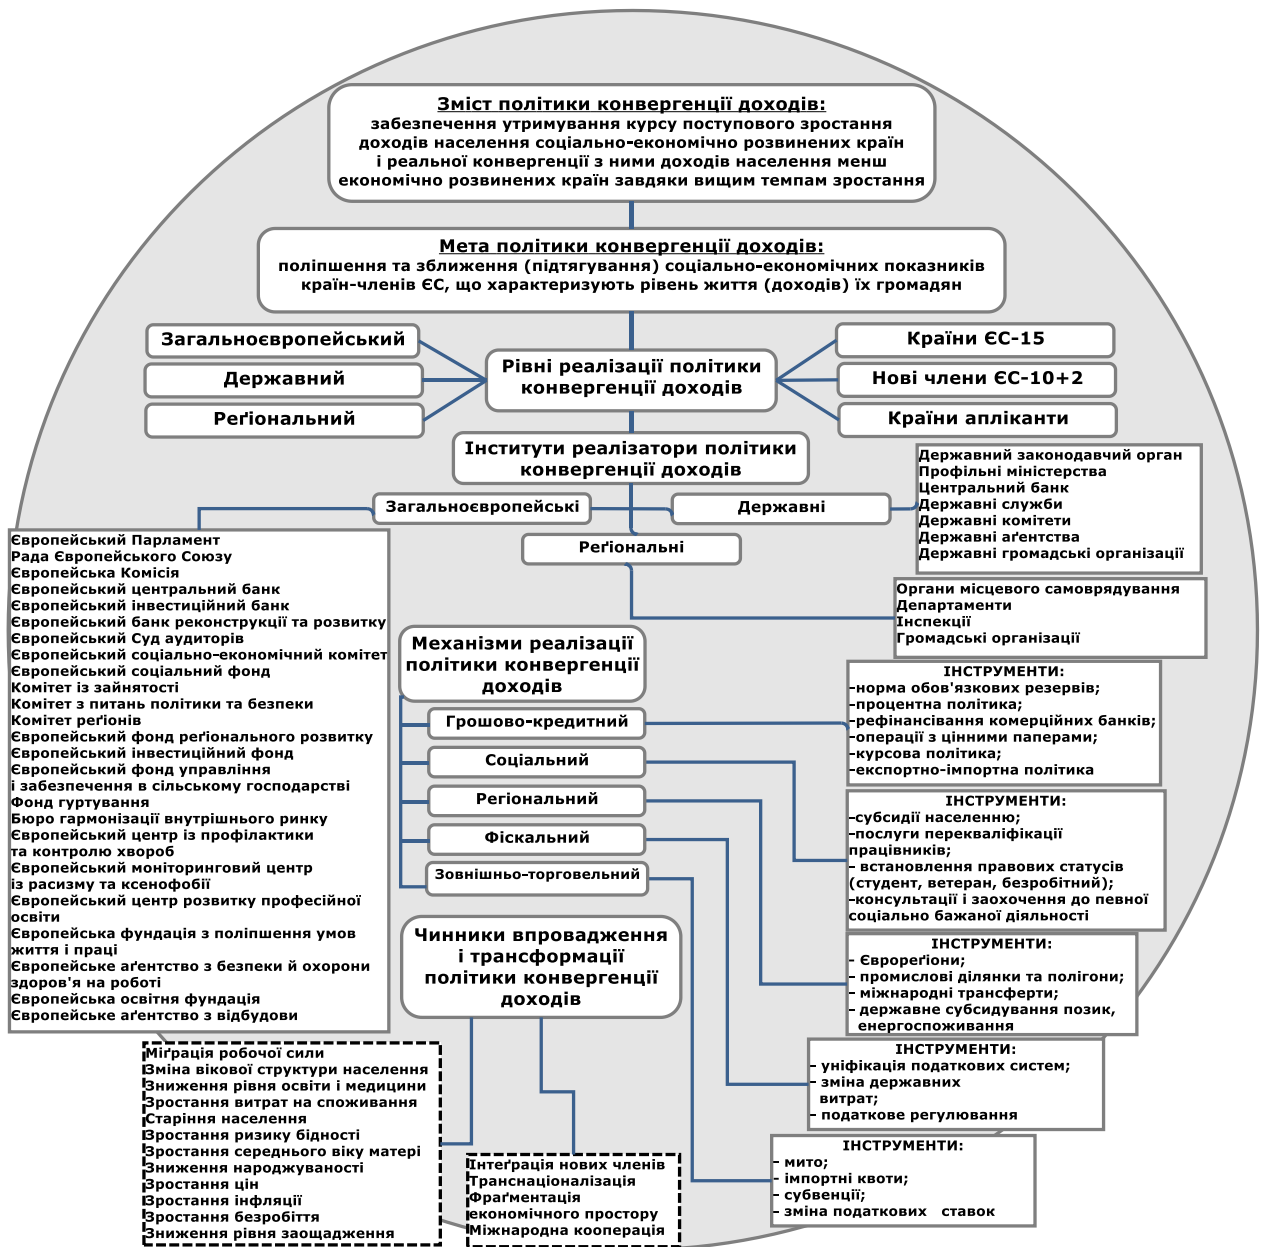 Зміст політики конвергенції доходів:
забезпечення утримування курсу поступового зростання
доходів населення соціально-економічно розвинених країн
і реальної конвергенції з ними доходів населення менш
економічно розвинених країн завдяки вищим темпам зростання
Мета політики конвергенції доходів:
поліпшення та зближення (підтягування) соціально-економічних показників
країн-членів ЄС, що характеризують рівень життя (доходів) їх громадян
Загальноєвропейський
Державний
Реґіональний
Рівні реалізації політики
конвергенції доходів
Країни ЄС-15
Нові члени ЄС-10+2
Країни апліканти
Інститути реалізатори політики
конвергенції доходів
Загальноєвропейські
Державні
Реґіональні
Державний законодавчий орган
Профільні міністерства
Центральний банк
Державні служби
Державні комітети
Державні аґентства
Державні громадські організації
Органи місцевого самоврядування
Департаменти
Інспекції
Громадські організації
Європейський Парламент
Рада Європейського Союзу
Європейська Комісія
Європейський центральний банк
Європейський інвестиційний банк
Європейський банк реконструкції та розвитку
Європейський Суд аудиторів
Європейський соціально-економічний комітет
Європейський соціальний фонд
Комітет із зайнятості
Комітет з питань політики та безпеки
Комітет реґіонів
Європейський фонд реґіонального розвитку
Європейський інвестиційний фонд
Європейський фонд управління
і забезпечення в сільському господарстві
Фонд гуртування
Бюро гармонізації внутрішнього ринку
Європейський центр із профілактики
та контролю хвороб
Європейський моніторинговий центр
із расизму та ксенофобії
Європейський центр розвитку професійної
освіти
Європейська фундація з поліпшення умов
життя і праці
Європейське аґентство з безпеки й охорони
здоров'я на роботі
Європейська освітня фундація
Європейське аґентство з відбудови
Механізми реалізації
політики конвергенції
доходів
Грошово-кредитний
Соціальний
Регіональний
Фіскальний
Зовнішньо-торговельний
ІНСТРУМЕНТИ:
-норма обов'язкових резервів;
-процентна політика;
-рефінансівання комерційних банків;
-операції з цінними паперами;
-курсова політика;
-експортно-імпортна політика
ІНСТРУМЕНТИ:
-субсидії населенню;
-послуги перекваліфікації
працівників;
- встановлення правових статусів
(студент, ветеран, безробітний);
-консультації і заохочення до певної
соціально бажаної діяльності
ІНСТРУМЕНТИ:
- Єврореґіони;
- промислові ділянки та полігони;
- міжнародні трансферти;
- державне субсидування позик,
енергоспоживання
ІНСТРУМЕНТИ:
- уніфікація податкових систем;
- зміна державних
витрат;
- податкове регулювання
ІНСТРУМЕНТИ:
- мито;
- імпортні квоти;
- субвенції;
- зміна податкових ставок
Чинники впровадження
і трансформації
політики конвергенції
доходів
Міґрація робочої сили
Зміна вікової структури населення
Зниження рівня освіти і медицини
Зростання витрат на споживання
Старіння населення
Зростання ризику бідності
Зростання середнього віку матері
Зниження народжуваності
Зростання цін
Зростання інфляції
Зростання безробіття
Зниження рівня заощадження
Інтеґрація нових членів
Транснаціоналізація
Фраґментація
економічного простору
Міжнародна кооперація